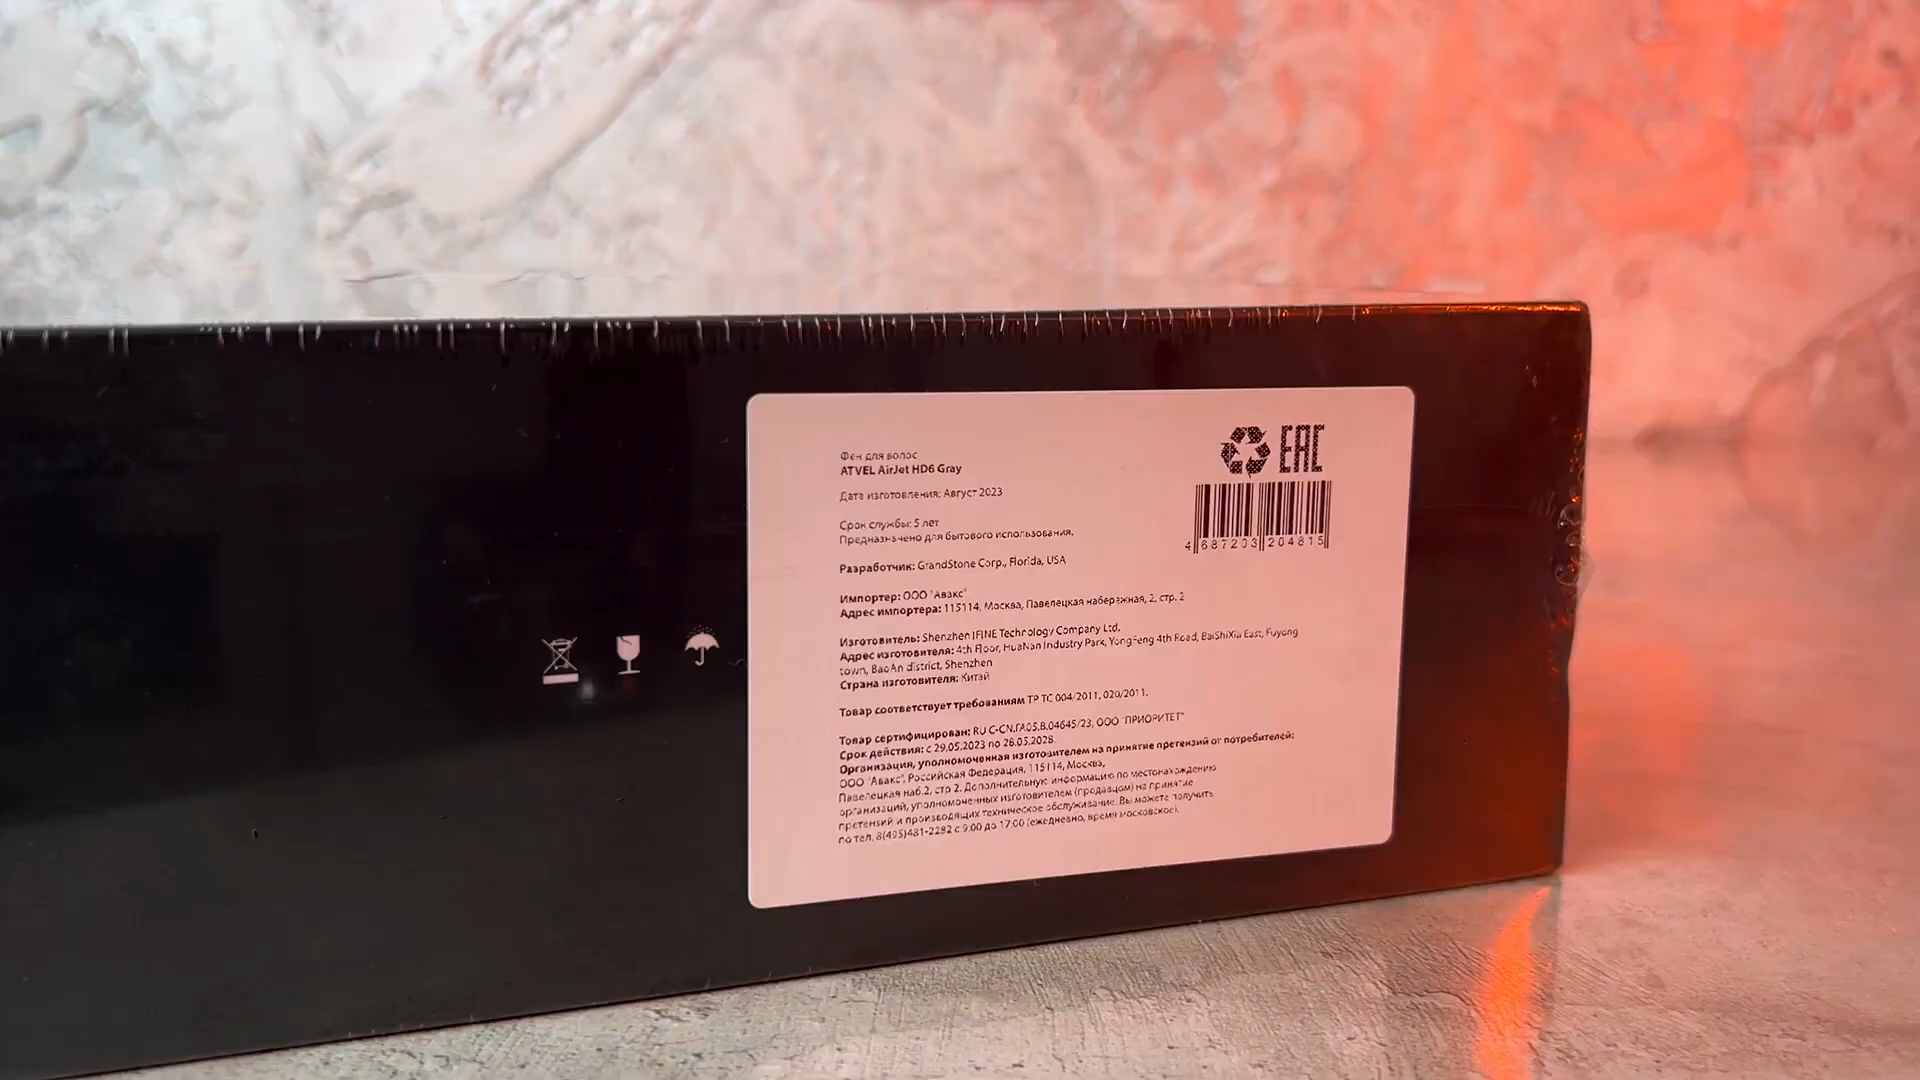 Фен для волос
ATVEL AirJet HD6 Gray
Дата изготовления: Август 2023
Срок службы: 5 лет
Предназначено для бытового использования.
Разработчик: GrandStone Corp., Florida, USA
Импортер: ООО "Авакс"
Адрес импортера: 115114, Москва, Павелецкая набережная, 2, стр. 2
Изготовитель: Shenzhen IFINE Technology Company Ltd.
Адрес изготовителя: 4th Floor, HuaNan Industry Park, YongFeng 4th Road, BaiShiXia East, Fuyong
town, BaoAn district, Shenzhen
Страна изготовителя: Китай
Товар соответствует требованиям ТР ТС 004/2011, 020/2011.
Товар сертифицирован: RU C-CN.ГА05.В.04645/23, ООО "ПРИОРИТЕТ"
Срок действия: с 29.05.2023 по 28.05.2028.
Организация, уполномоченная изготовителем на принятие претензий от потребителей:
ООО "Авакс", Российская Федерация, 115114, Москва,
Павелецкая наб.2, стр 2. Дополнительную информацию по местонахождению
организаций, уполномоченных изготовителем (продавцом) на принятие
претензий и производящих техническое обслуживание, Вы можете получить
по тел. 8(495)481-2282 с 9:00 до 17:00 (ежедневно, время московское).
EAC
4 687203 204815